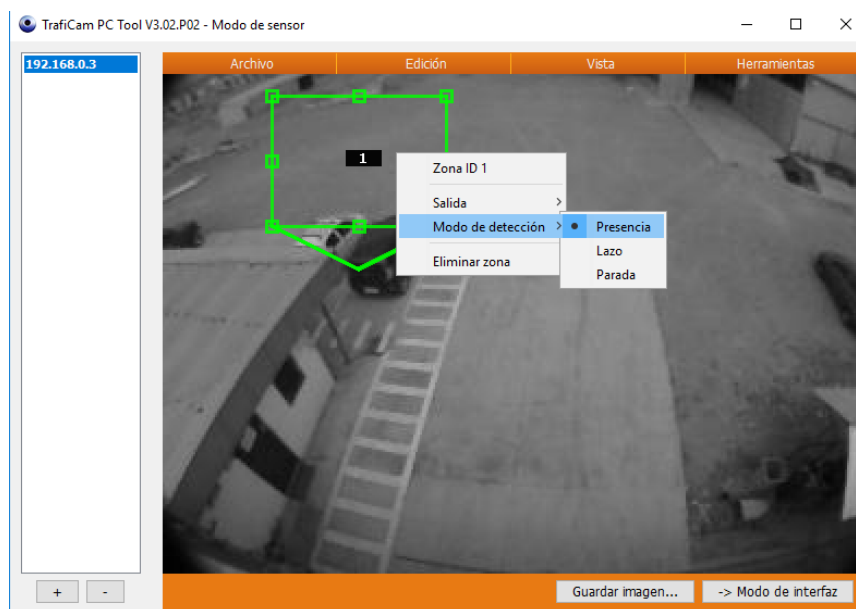 TrafiCam PC Tool V3.02.P02 - Modo de sensor
192.168.0.3
Archivo
Edición
Vista
Herramientas
1
Zona ID 1
Salida
Modo de detección
Presencia
Lazo
Parada
Eliminar zona
+
-
Guardar imagen...
-> Modo de interfaz